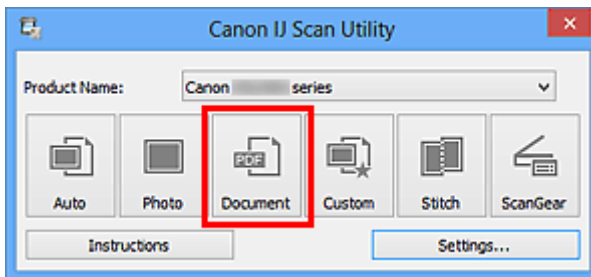 Canon IJ Scan Utility
Product Name: Canon series
PDF
Auto Photo Document Custom Stitch ScanGear
Instructions Settings...